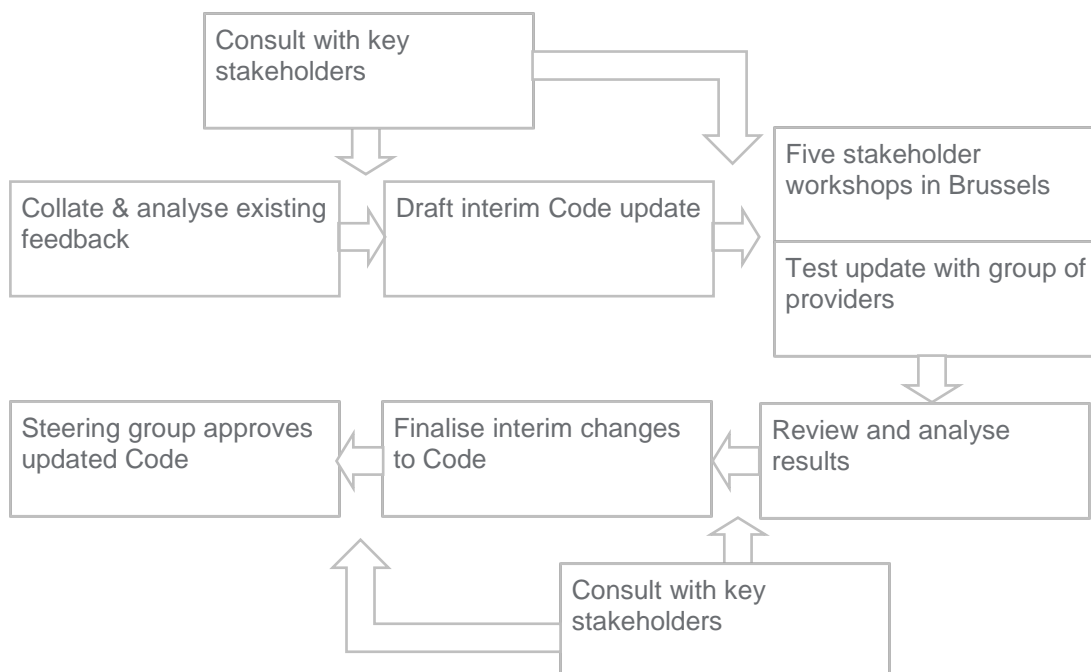 Consult with key
stakeholders
Five stakeholder
workshops in Brussels
Collate & analyse existing
feedback
Draft interim Code update
Test update with group of
providers
Steering group approves
updated Code
Finalise interim changes
to Code
Review and analyse
results
Consult with key
stakeholders